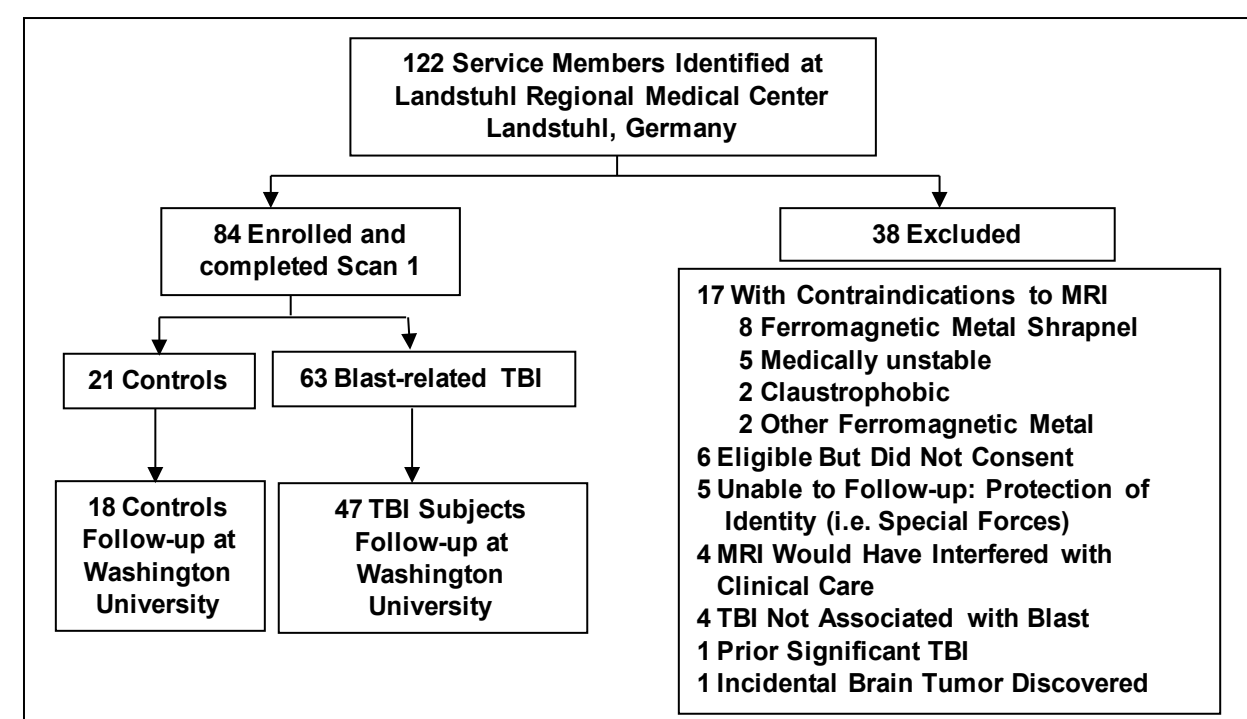 122 Service Members Identified at
Landstuhl Regional Medical Center
Landstuhl, Germany
84 Enrolled and
completed Scan 1
38 Excluded
21 Controls
63 Blast-related TBI
18 Controls
Follow-up at
Washington
University
47 TBI Subjects
Follow-up at
Washington
University
17 With Contraindications to MRI
8 Ferromagnetic Metal Shrapnel
5 Medically unstable
2 Claustrophobic
2 Other Ferromagnetic Metal
6 Eligible But Did Not Consent
5 Unable to Follow-up: Protection of
Identity (i.e. Special Forces)
4 MRI Would Have Interfered with
Clinical Care
4 TBI Not Associated with Blast
1 Prior Significant TBI
1 Incidental Brain Tumor Discovered